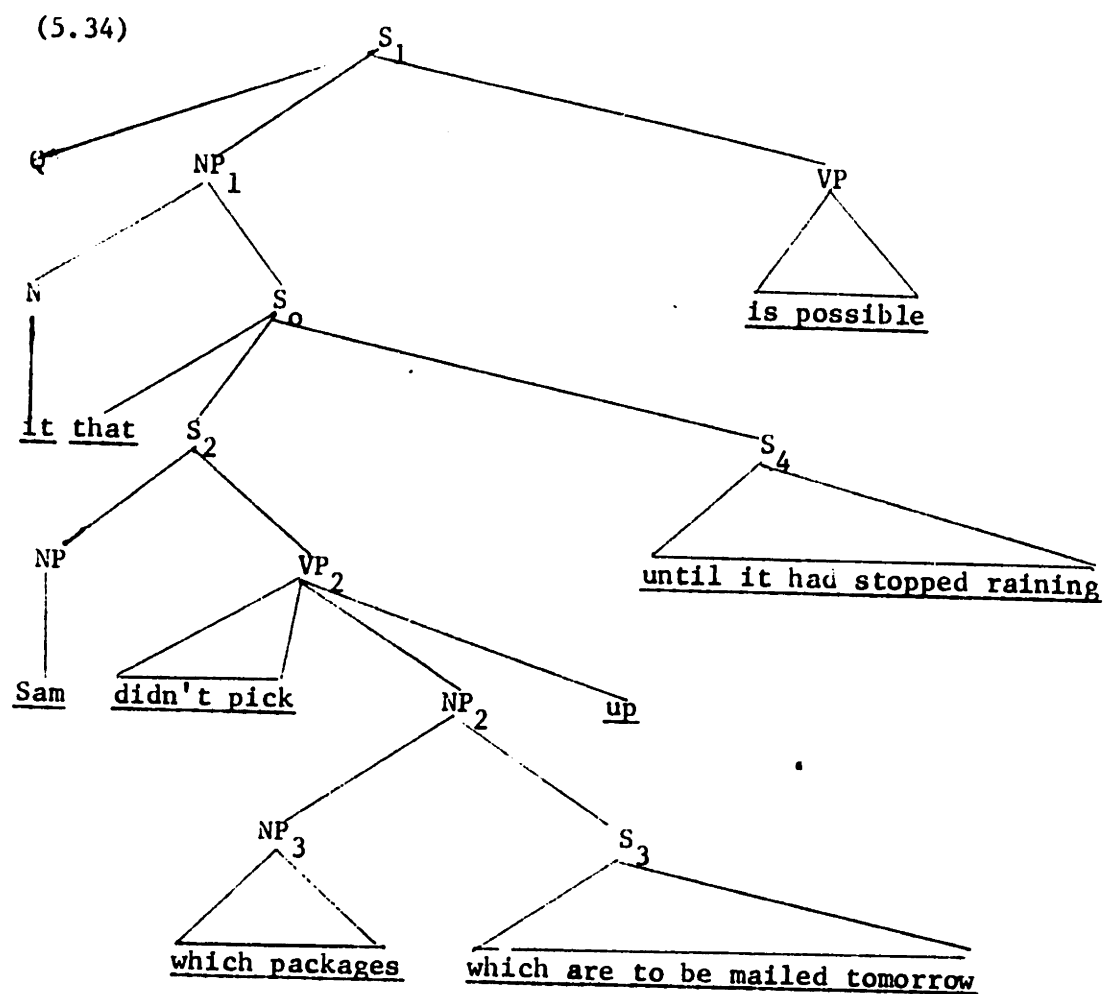 (5.34)
S1
Q NP1 VP
N So is possible
it that S2 S4
NP VP2 until it had stopped raining
Sam didn't pick NP2 up
NP3 S3
which packages which are to be mailed tomorrow